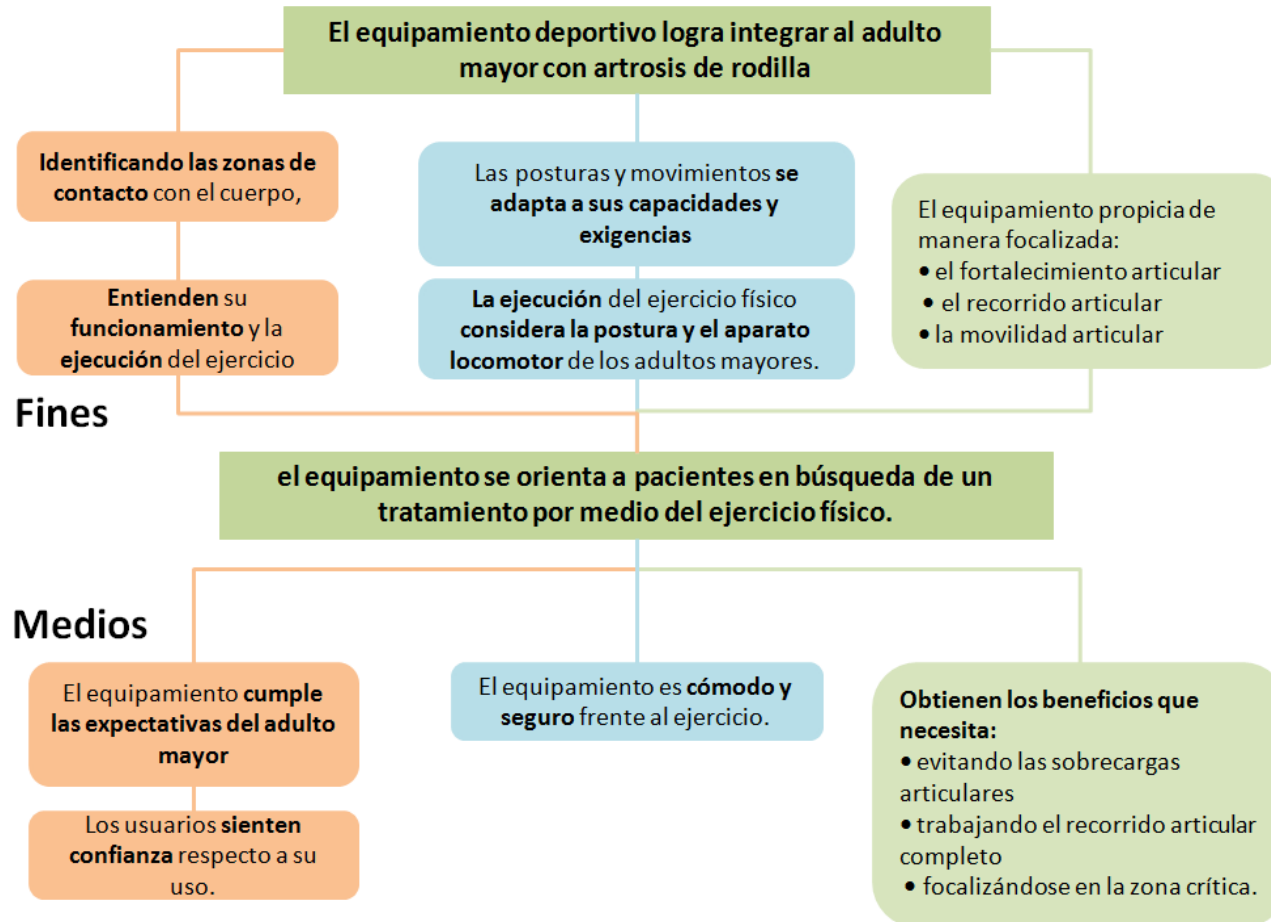 El equipamiento deportivo logra integrar al adulto
mayor con artrosis de rodilla
Identificando las zonas de
contacto con el cuerpo,
Entienden su
funcionamiento y la
ejecución del ejercicio
Las posturas y movimientos se
adapta a sus capacidades y
exigencias
La ejecución del ejercicio físico
considera la postura y el aparato
locomotor de los adultos mayores.
El equipamiento propicia de
manera focalizada:
• el fortalecimiento articular
• el recorrido articular
• la movilidad articular
Fines
el equipamiento se orienta a pacientes en búsqueda de un
tratamiento por medio del ejercicio físico.
Medios
El equipamiento cumple
las expectativas del adulto
mayor
Los usuarios sienten
confianza respecto a su
uso.
El equipamiento es cómodo y
seguro frente al ejercicio.
Obtienen los beneficios que
necesita:
• evitando las sobrecargas
articulares
• trabajando el recorrido articular
completo
• focalizándose en la zona crítica.